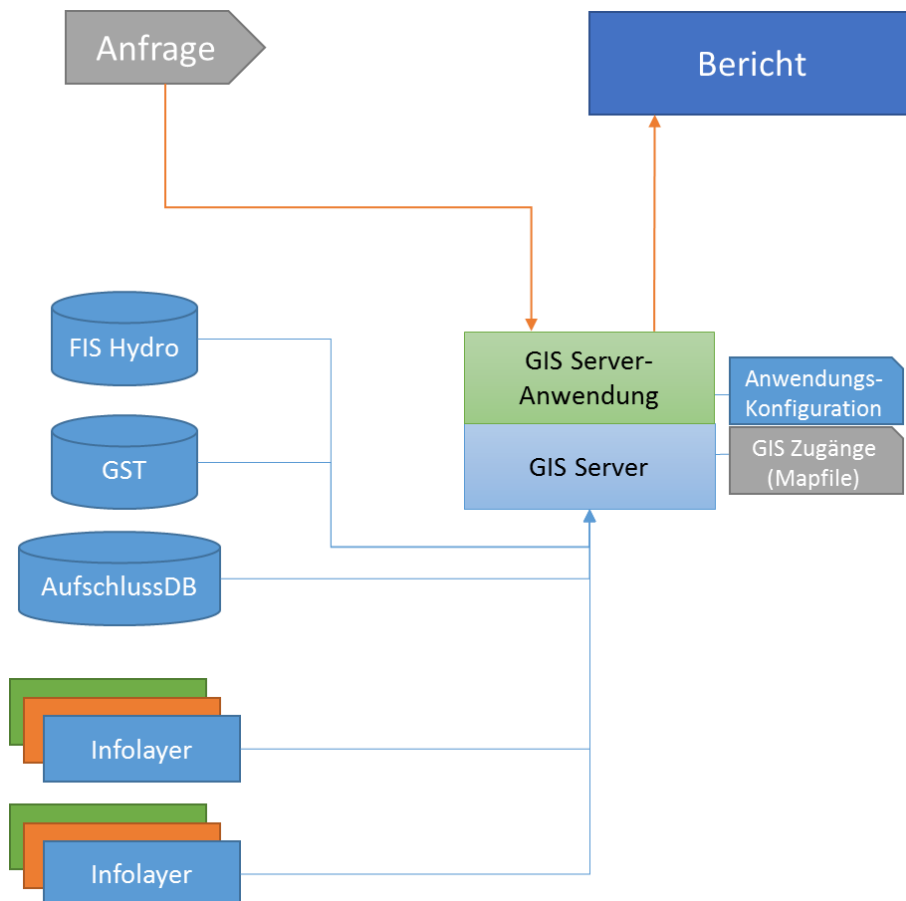 Anfrage
Bericht
FIS Hydro
GIS Server-
Anwendung
Anwendungs-
Konfiguration
GST
GIS Server
GIS Zugänge
(Mapfile)
AufschlussDB
Infolayer
Infolayer